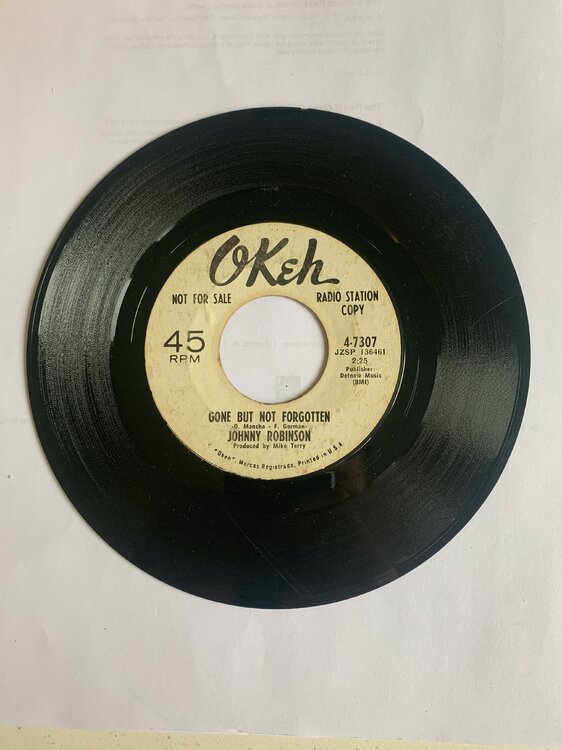 OKeh
NOT FOR SALE
RADIO STATION
COPY
45
RPM
4-7307
JZSP 136461
2:25
Publisher:
Detnew Music
(BMI)
GONE BUT NOT FORGOTTEN
-D. Mancha - F. Gorman-
JOHNNY ROBINSON
Produced by Mike Terry
"Okeh", Marcas Registrada, Printed in U.S.A.